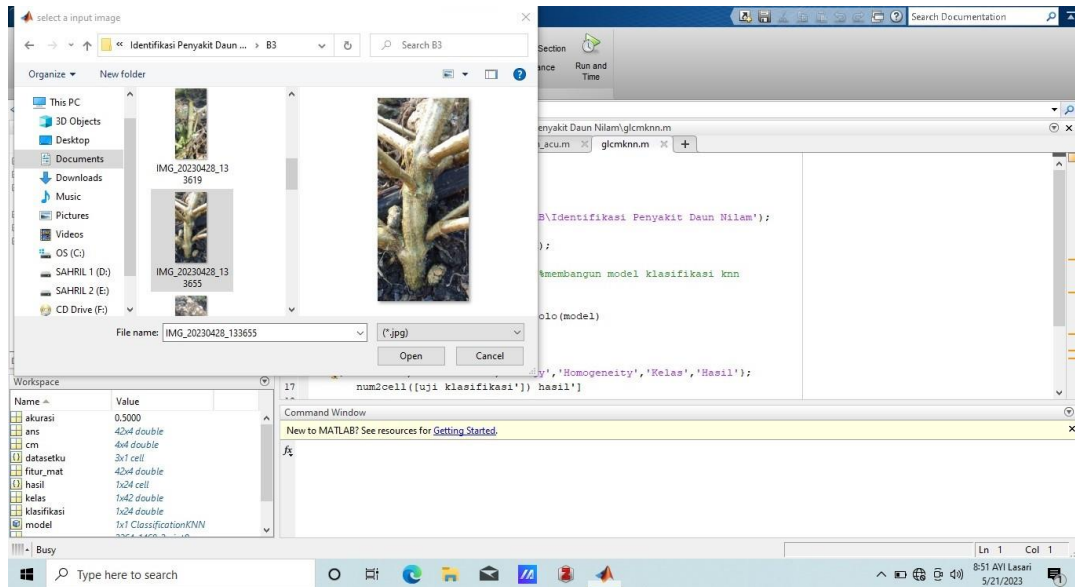 select a input image
Search Documentation
Identifikasi Penyakit Daun ... > B3
Search B3
Organize
New folder
Section
Run and
Time
This PC
3D Objects
Desktop
Documents
Downloads
Music
Pictures
Videos
OS (C:)
SAHRIL 1 (D:)
SAHRIL 2 (E:)
CD Drive (F:)
IMG_20230428_13
3619
IMG_20230428_13
3655
File name: IMG_20230428_133655
(*.jpg)
Open
Cancel
enyakit Daun Nilam\glcmknn.m
_acu.m
glcmknn.m
B\Identifikasi Penyakit Daun Nilam');
);
%membangun model klasifikasi knn
olo(model)
y','Homogeneity','Kelas','Hasil'};
17 num2cell([uji klasifikasi']) hasil']
Workspace
Name Value
akurasi 0.5000
ans 42x4 double
cm 4x4 double
datasetku 3x1 cell
fitur_mat 42x4 double
hasil 1x24 cell
kelas 1x42 double
klasifikasi 1x24 double
model 1x1 ClassificationKNN
Command Window
New to MATLAB? See resources for Getting Started.
fx
Busy
Ln 1 Col 1
Type here to search
8:51 AYI Lasari
5/21/2023